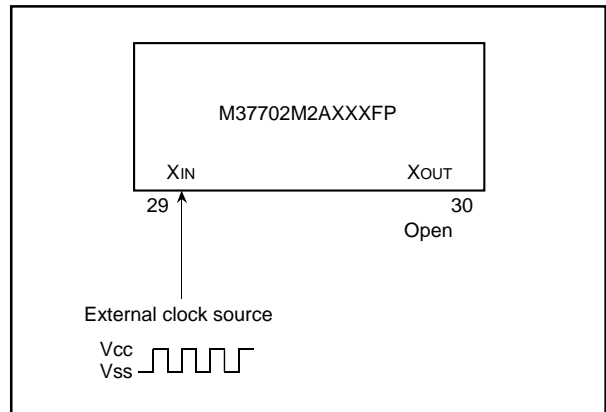 M37702M2AXXXFP
XIN XOUT
29 30
Open
External clock source
Vcc
Vss